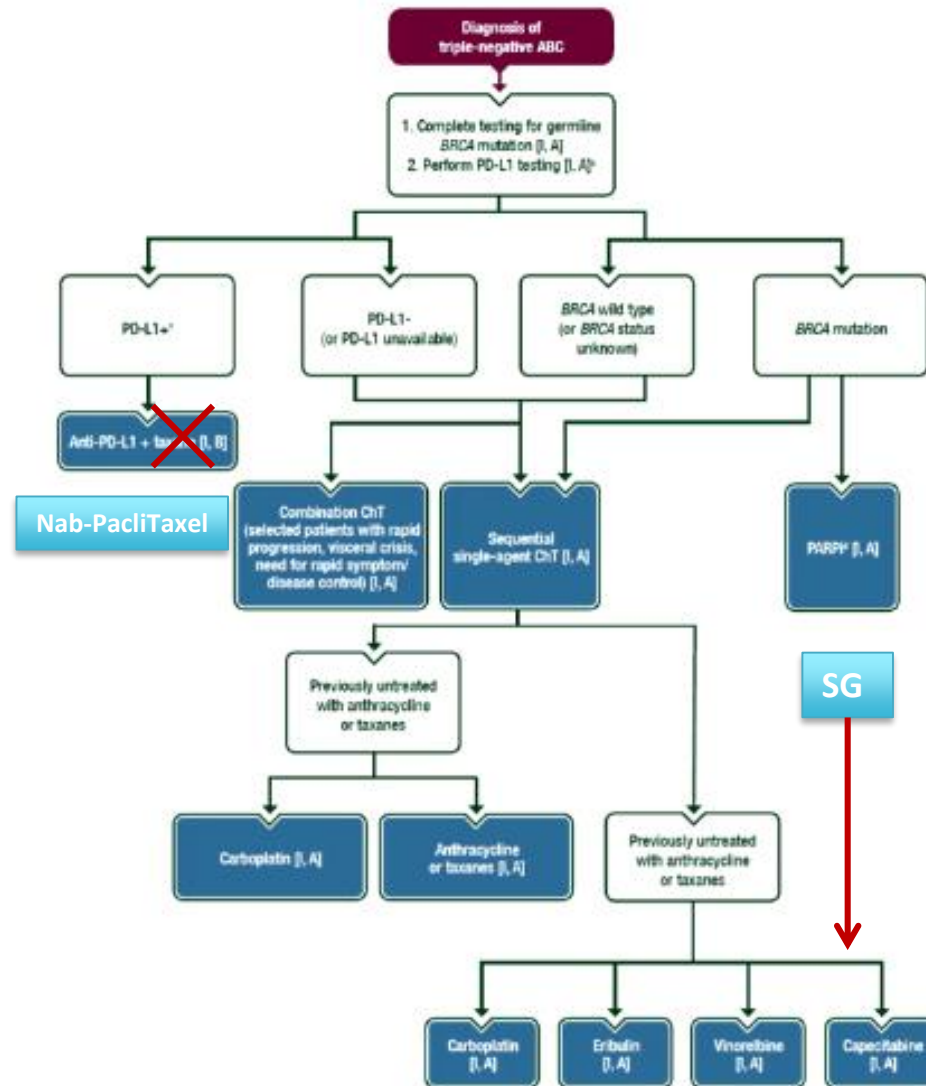 Diagnosis of
triple-negative ABC
1. Complete testing for germline
BRCA mutation [I, A]
2. Perform PD-L1 testing [I, A]b
PD-L1+
PD-L1-
(or PD-L1 unavailable)
BRCA wild type
(or BRCA status
unknown)
BRCA mutation
Anti-PD-L1 + [I, B]
Nab-PacliTaxel
Combination ChT
(selected patients with rapid
progression, visceral crisis,
need for rapid symptom/
disease control) [I, A]
Sequential
single-agent ChT [I, A]
PARPi [I, A]
Previously untreated
with anthracycline
or taxanes
SG
Carboplatin [I, A]
Anthracycline
or taxanes [I, A]
Previously untreated
with anthracycline
or taxanes
Carboplatin
[I, A]
Eribulin
[I, A]
Vinorelbine
[I, A]
Capecitabine
[I, A]